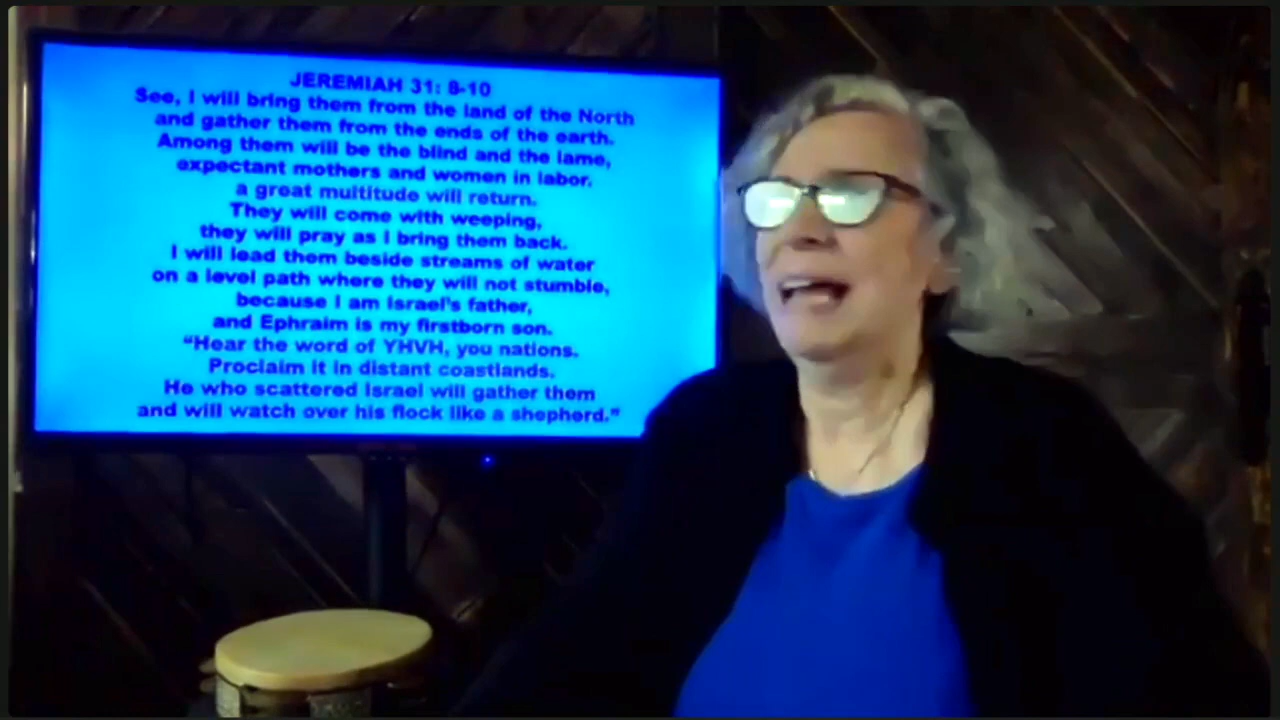 JEREMIAH 31: 8-10
See, I will bring them from the land of the North
and gather them from the ends of the earth.
Among them will be the blind and the lame,
expectant mothers and women in labor.
a great multitude will return.
They will come with weeping,
they will pray as I bring them back.
I will lead them beside streams of water
on a level path where they will not stumble,
because I am Israel's father,
and Ephraim is my firstborn son.
"Hear the word of YHVH, you nations.
Proclaim it in distant coastlands.
He who scattered Israel will gather them
and will watch over his flock like a shepherd."